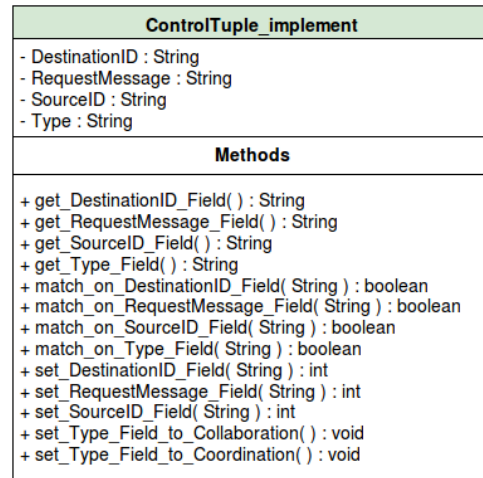 ControlTuple_implement
- DestinationID : String
- RequestMessage : String
- SourceID : String
- Type : String
Methods
+ get_DestinationID_Field( ) : String
+ get_RequestMessage_Field( ) : String
+ get_SourceID_Field( ) : String
+ get_Type_Field( ) : String
+ match_on_DestinationID_Field( String ) : boolean
+ match_on_RequestMessage_Field( String ) : boolean
+ match_on_SourceID_Field( String ) : boolean
+ match_on_Type_Field( String ) : boolean
+ set_DestinationID_Field( String ) : int
+ set_RequestMessage_Field( String ) : int
+ set_SourceID_Field( String ) : int
+ set_Type_Field_to_Collaboration( ) : void
+ set_Type_Field_to_Coordination( ) : void